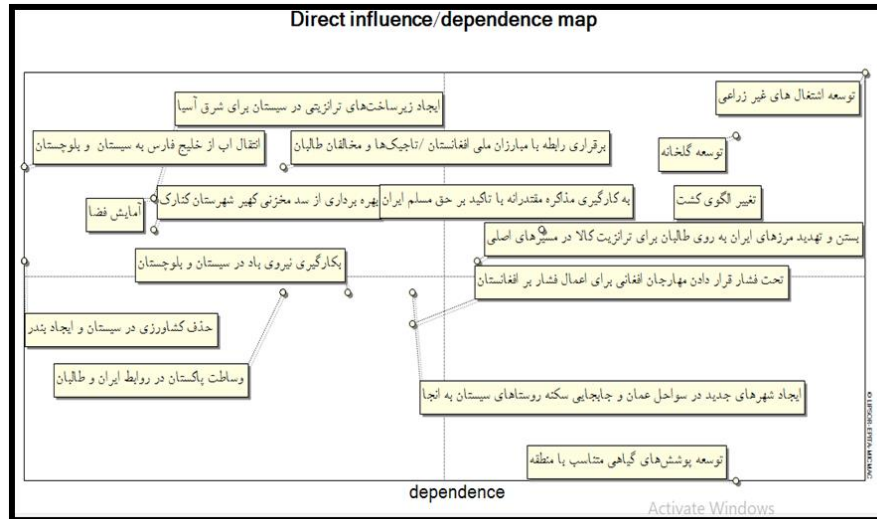 Direct influence/dependence map
توسعه اشتغال های غیر زراعی
ایجاد زیرساخت‌های ترانزیتی در سیستان برای شرق آسیا
برقراری رابطه با مبارزان ملی افغانستان /تاجیک‌ها و مخالفان طالبان
انتقال اب از خلیج فارس به سیستان و بلوچستان
توسعه گلخانه
تغییر الگوی کشت
به کارگیری مذاکره مقتدرانه با تاکید بر حق مسلم ایران
بهره برداری از سد مخزنی کهیر شهرستان کنارک
آمایش فضا
بستن و تهدید مرزهای ایران به روی طالبان برای ترانزیت کالا در مسیرهای اصلی
بکارگیری نیروی باد در سیستان و بلوچستان
تحت فشار قرار دادن مهارجان افغانی برای اعمال فشار بر افغانستان
حذف کشاورزی در سیستان و ایجاد بندر
وساطت پاکستان در روابط ایران و طالبان
ایجاد شهرهای جدید در سواحل عمان و جابجایی سکنه روستاهای سیستان به انجا
توسعه پوشش‌های گیاهی متناسب با منطقه
© LIPSOR-EPITA-MICMAC
dependence
Activate Windows